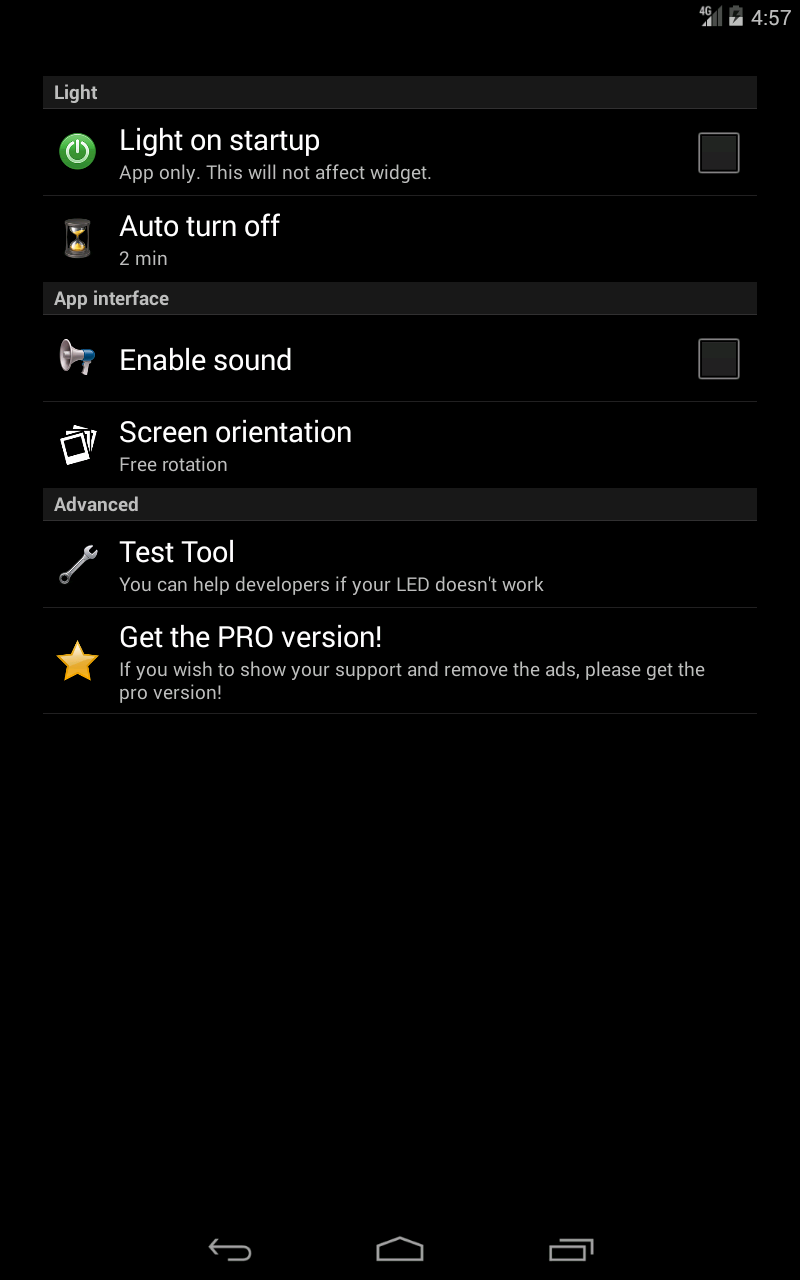 4G 4:57
Light
Light on startup
App only. This will not affect widget.
Auto turn off
2 min
App interface
Enable sound
Screen orientation
Free rotation
Advanced
Test Tool
You can help developers if your LED doesn't work
Get the PRO version!
If you wish to show your support and remove the ads, please get the
pro version!